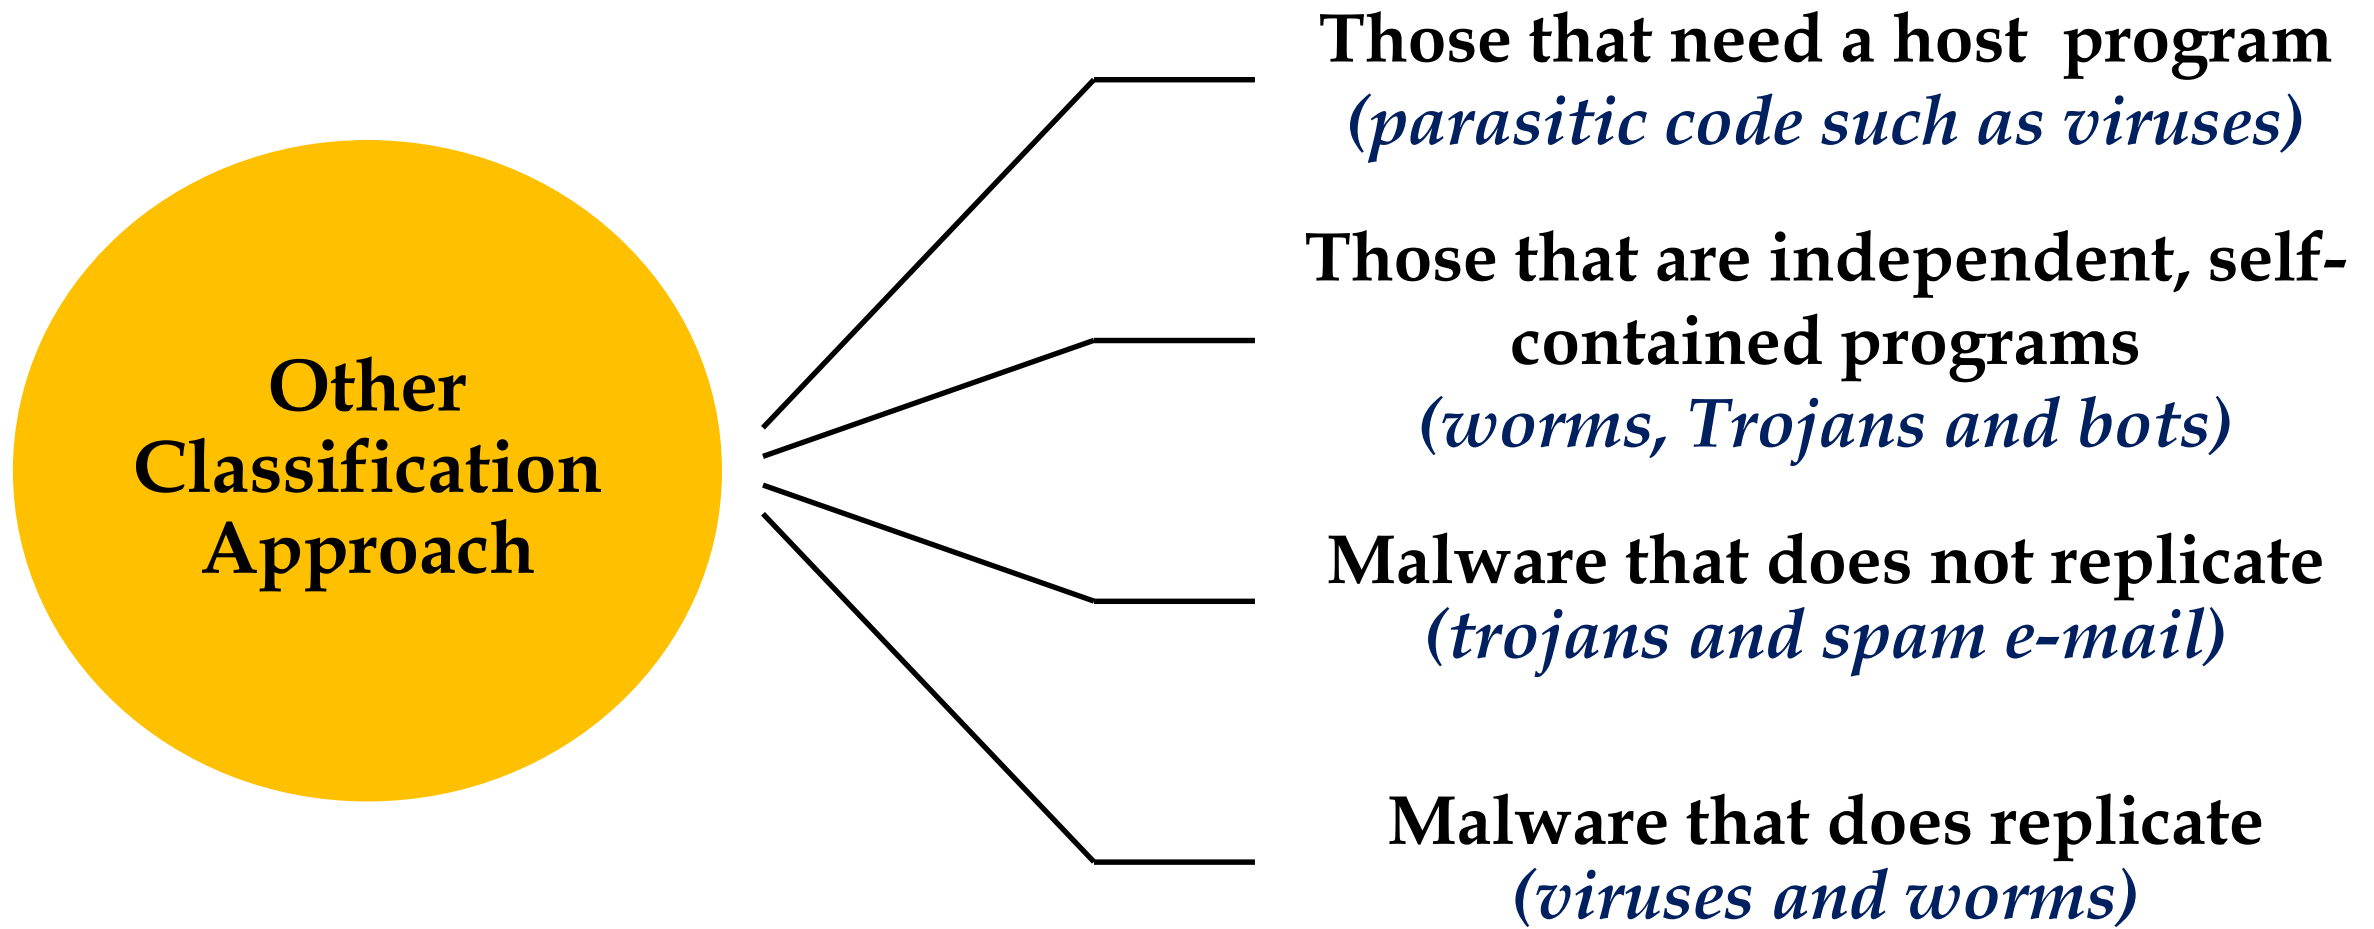 Other
Classification
Approach
Those that need a host  program
(parasitic code such as viruses)
Those that are independent, self-
contained programs
(worms, Trojans and bots)
Malware that does not replicate
(trojans and spam e-mail)
Malware that does replicate
(viruses and worms)